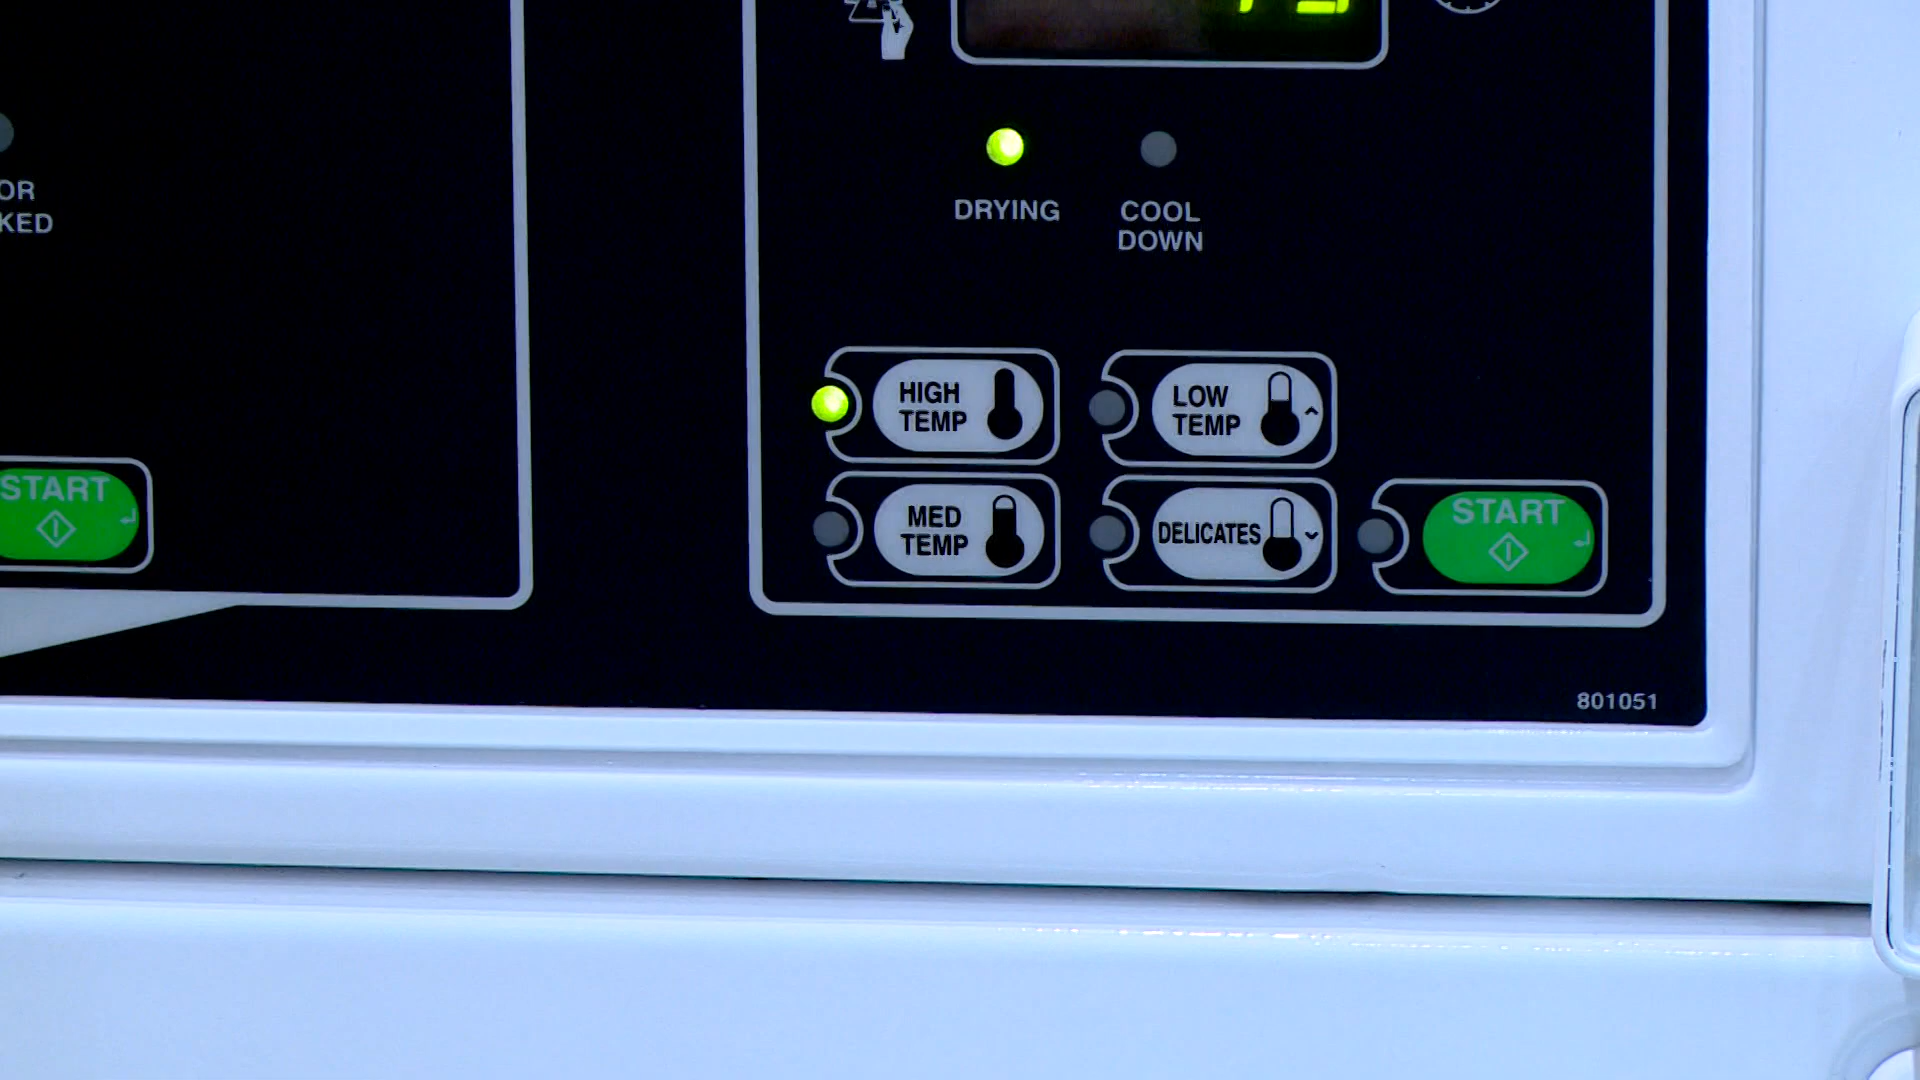 OR
KED
START
DRYING
COOL
DOWN
HIGH
TEMP
LOW
TEMP
MED
TEMP
DELICATES
START
801051